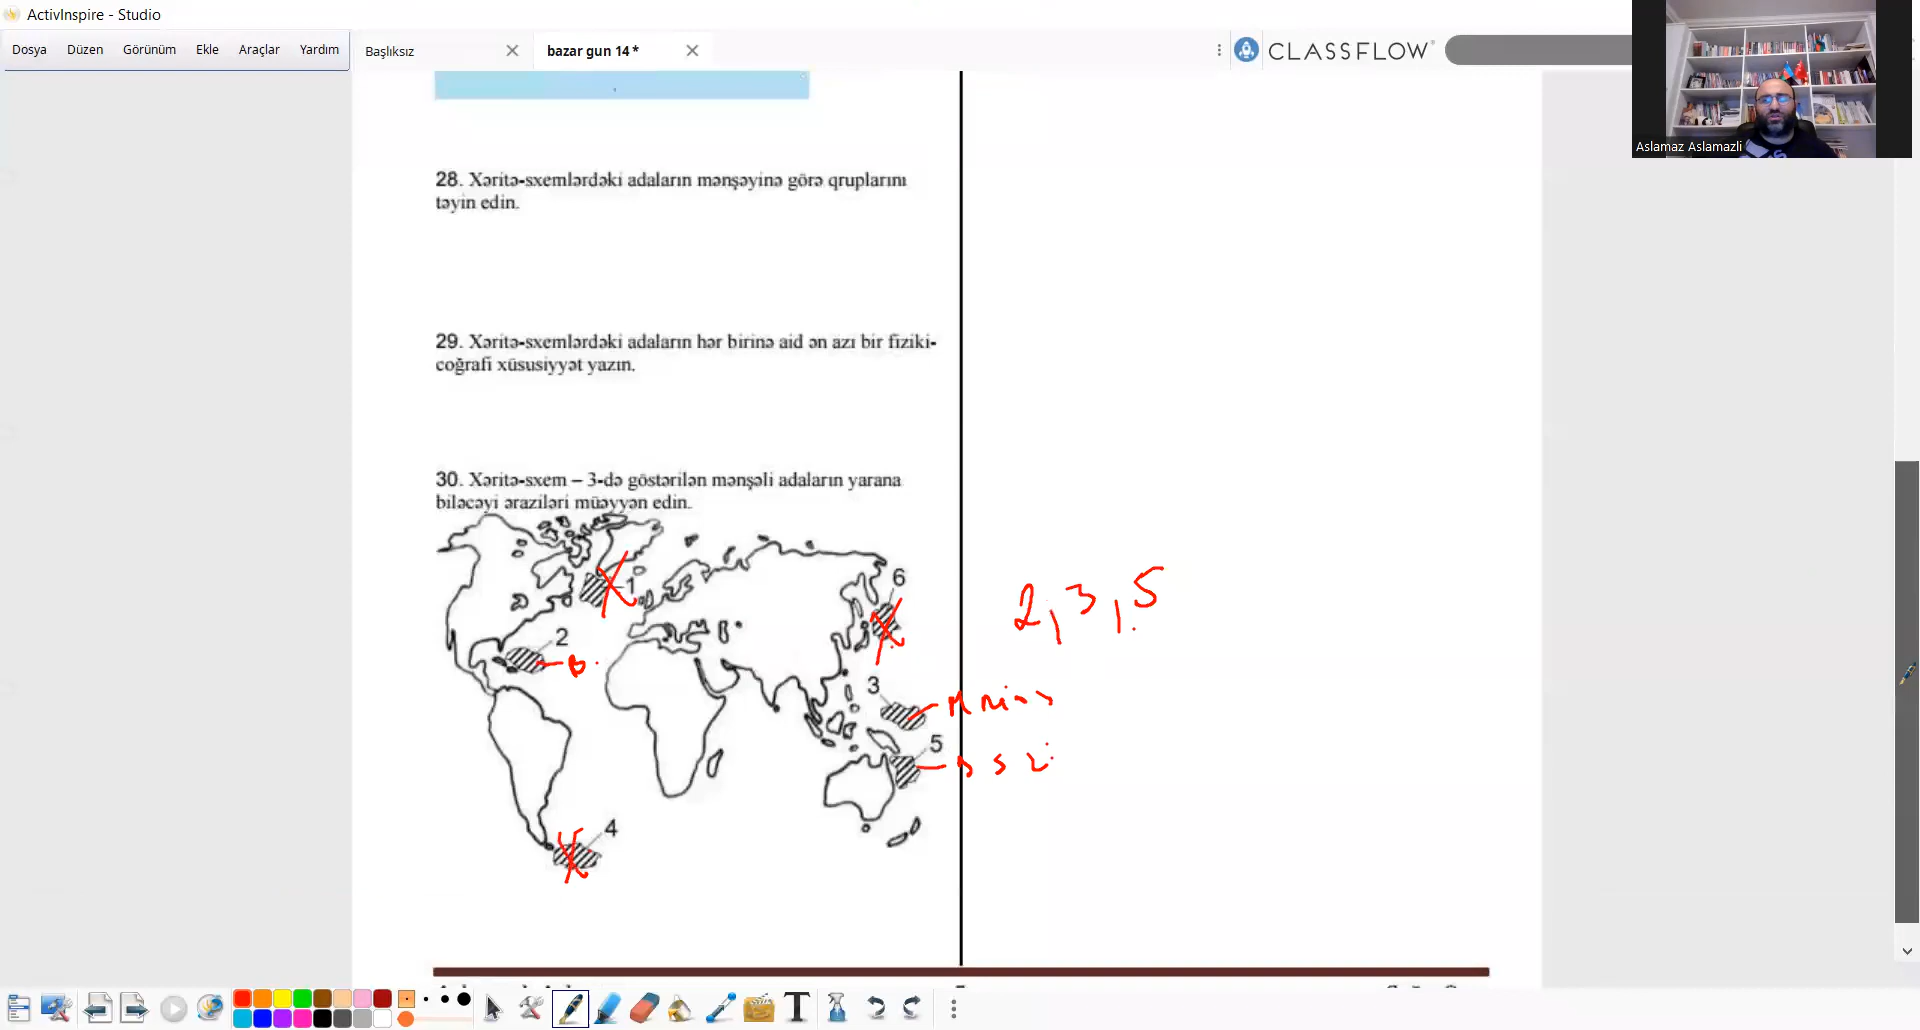 ActivInspire - Studio
Dosya Düzen Görünüm Ekle Araçlar Yardım
Başlıksız
bazar gun 14 *
CLASSFLOW
Aslamaz Aslamazli
28. Xəritə-sxemlərdəki adaların mənşəyinə görə qruplarını
təyin edin.
29. Xəritə-sxemlərdəki adaların hər birinə aid ən azı bir fiziki-
coğrafi xüsusiyyət yazın.
30. Xəritə-sxem – 3-də göstərilən mənşəli adaların yarana
biləcəyi əraziləri müəyyən edin.
1
6
2
3
5
4
2, 3, 5